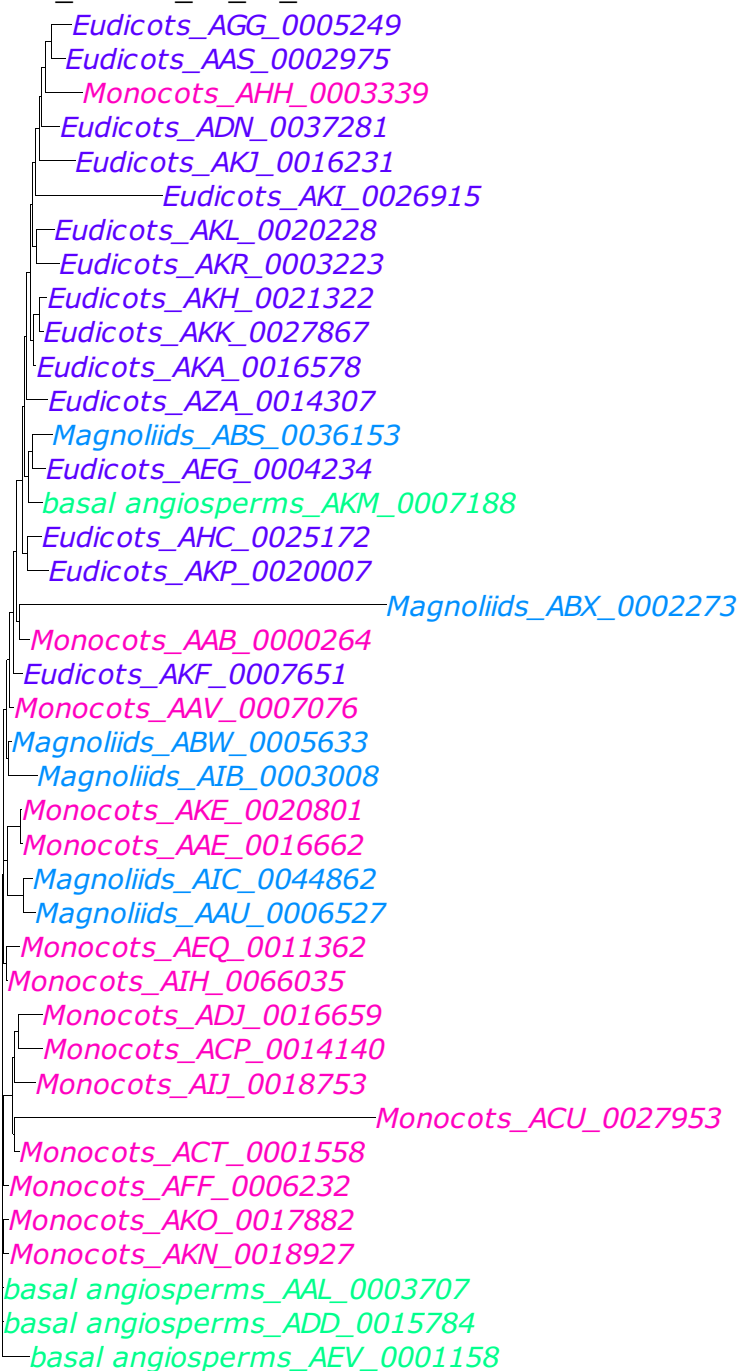 Eudicots_AGG_0005249
Eudicots_AAS_0002975
Monocots_AHH_0003339
Eudicots_ADN_0037281
Eudicots_AKJ_0016231
Eudicots_AKI_0026915
Eudicots_AKL_0020228
Eudicots_AKR_0003223
Eudicots_AKH_0021322
Eudicots_AKK_0027867
Eudicots_AKA_0016578
Eudicots_AZA_0014307
Magnoliids_ABS_0036153
Eudicots_AEG_0004234
basal angiosperms_AKM_0007188
Eudicots_AHC_0025172
Eudicots_AKP_0020007
Magnoliids_ABX_0002273
Monocots_AAB_0000264
Eudicots_AKF_0007651
Monocots_AAV_0007076
Magnoliids_ABW_0005633
Magnoliids_AIB_0003008
Monocots_AKE_0020801
Monocots_AAE_0016662
Magnoliids_AIC_0044862
Magnoliids_AAU_0006527
Monocots_AEQ_0011362
Monocots_AIH_0066035
Monocots_ADJ_0016659
Monocots_ACP_0014140
Monocots_AIJ_0018753
Monocots_ACU_0027953
Monocots_ACT_0001558
Monocots_AFF_0006232
Monocots_AKO_0017882
Monocots_AKN_0018927
basal angiosperms_AAL_0003707
basal angiosperms_ADD_0015784
basal angiosperms_AEV_0001158